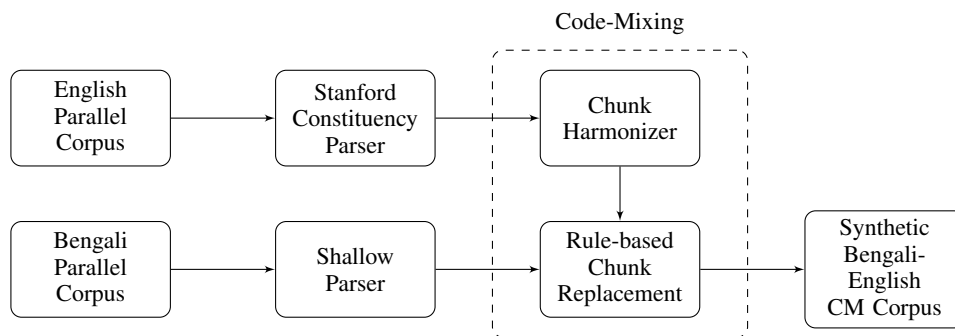 Code-Mixing
English
Parallel
Corpus
Stanford
Constituency
Parser
Chunk
Harmonizer
Bengali
Parallel
Corpus
Shallow
Parser
Rule-based
Chunk
Replacement
Synthetic
Bengali-
English
CM Corpus